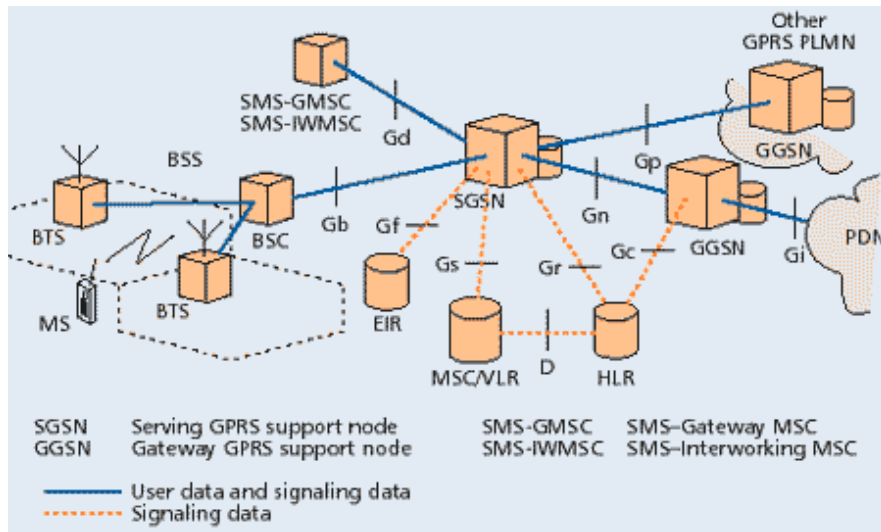 Other
GPRS PLMN
SMS-GMSC
SMS-IWMSC
Gd
BSS
Gp
GGSN
SGSN
BTS
BSC
Gb
Gf
Gn
GGSN
Gi
PDN
Gs
Gr
Gc
MS
BTS
EIR
MSC/VLR
D
HLR
SGSN Serving GPRS support node
GGSN Gateway GPRS support node
SMS-GMSC SMS–Gateway MSC
SMS-IWMSC SMS–Interworking MSC
User data and signaling data
Signaling data